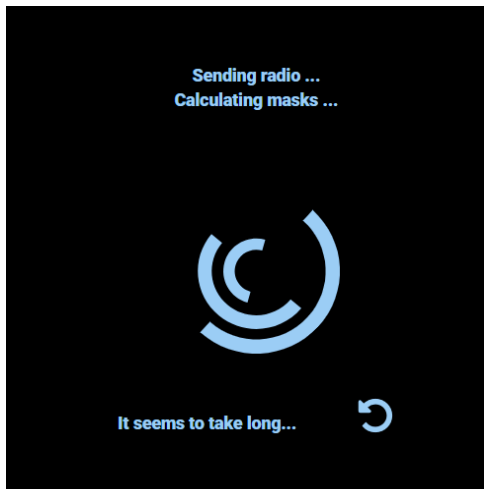 Sending radio ...
Calculating masks ...
It seems to take long...